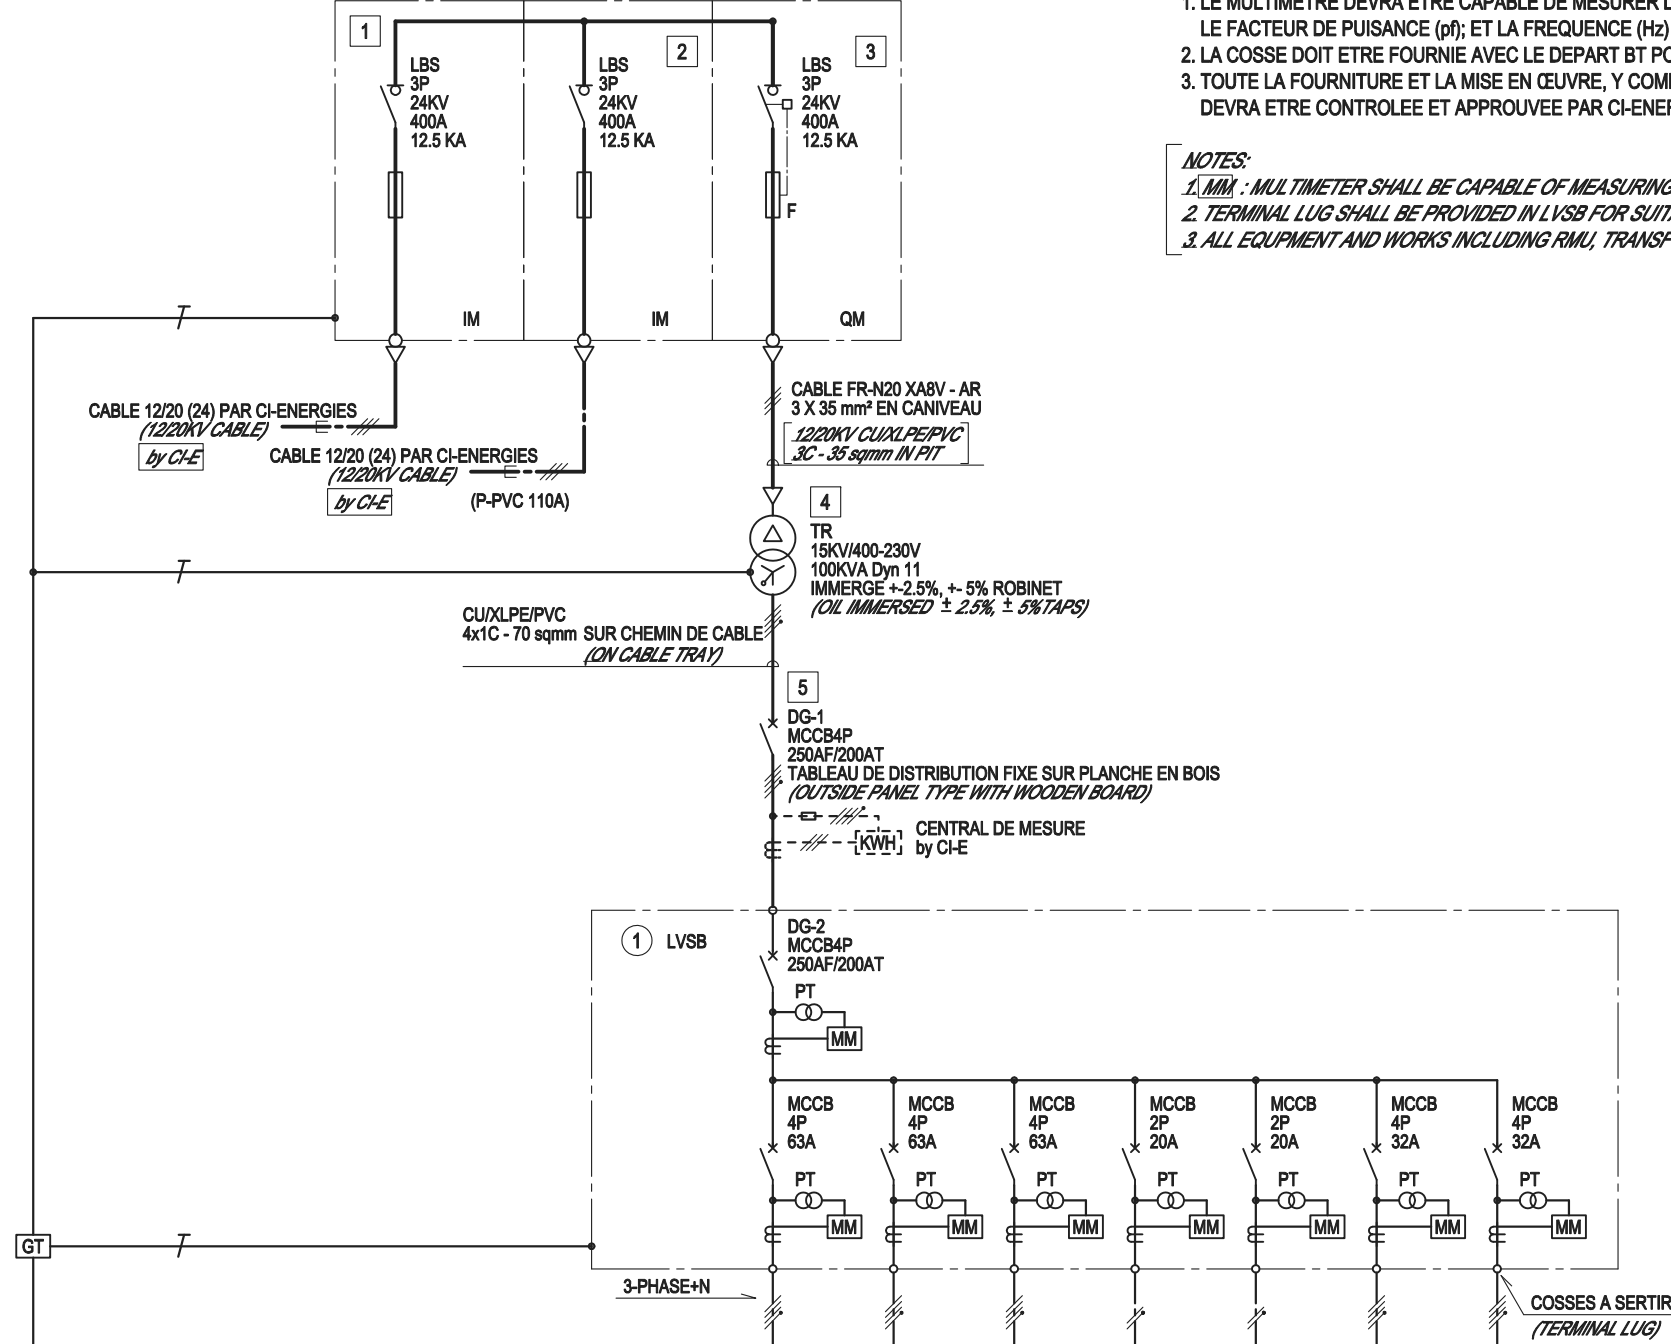 1. LE MULTIMETRE DEVRA ETRE CAPABLE DE MESURER
LE FACTEUR DE PUISANCE (pf); ET LA FREQUENCE (Hz)
2. LA COSSE DOIT ETRE FOURNIE AVEC LE DEPART BT
3. TOUTE LA FOURNITURE ET LA MISE EN ŒUVRE, Y
DEVRA ETRE CONTROLEE ET APPROUVEE PAR
NOTES:
1. MM : MULTIMETER SHALL BE CAPABLE OF MEASURING
2. TERMINAL LUG SHALL BE PROVIDED IN LVSB FOR
3. ALL EQUPMENT AND WORKS INCLUDING RMU,
1
LBS
3P
24KV
400A
12.5 KA
IM
2
LBS
3P
24KV
400A
12.5 KA
IM
3
LBS
3P
24KV
400A
12.5 KA
F
QM
CABLE 12/20 (24) PAR CI-ENERGIES
(12/20KV CABLE)
by CI-E
CABLE 12/20 (24) PAR CI-ENERGIES
(12/20KV CABLE)
by CI-E
(P-PVC 110A)
CABLE FR-N20 XA8V - AR
3 X 35 mm² EN CANIVEAU
12/20KV CU/XLPE/PVC
3C - 35 sqmm IN PIT
4
TR
15KV/400-230V
100KVA Dyn 11
IMMERGE +-2.5%, +- 5% ROBINET
(OIL IMMERSED ± 2.5%, ± 5% TAPS)
CU/XLPE/PVC
4x1C - 70 sqmm SUR CHEMIN DE CABLE
(ON CABLE TRAY)
5
DG-1
MCCB4P
250AF/200AT
TABLEAU DE DISTRIBUTION FIXE SUR PLANCHE EN BOIS
(OUTSIDE PANEL TYPE WITH WOODEN BOARD)
KWH
CENTRAL DE MESURE
by CI-E
1 LVSB
DG-2
MCCB4P
250AF/200AT
PT
MM
MCCB
4P
63A
PT
MM
MCCB
4P
63A
PT
MM
MCCB
4P
63A
PT
MM
MCCB
2P
20A
PT
MM
MCCB
2P
20A
PT
MM
MCCB
4P
32A
PT
MM
MCCB
4P
32A
PT
MM
GT
3-PHASE+N
COSSES A SERTIR
(TERMINAL LUG)